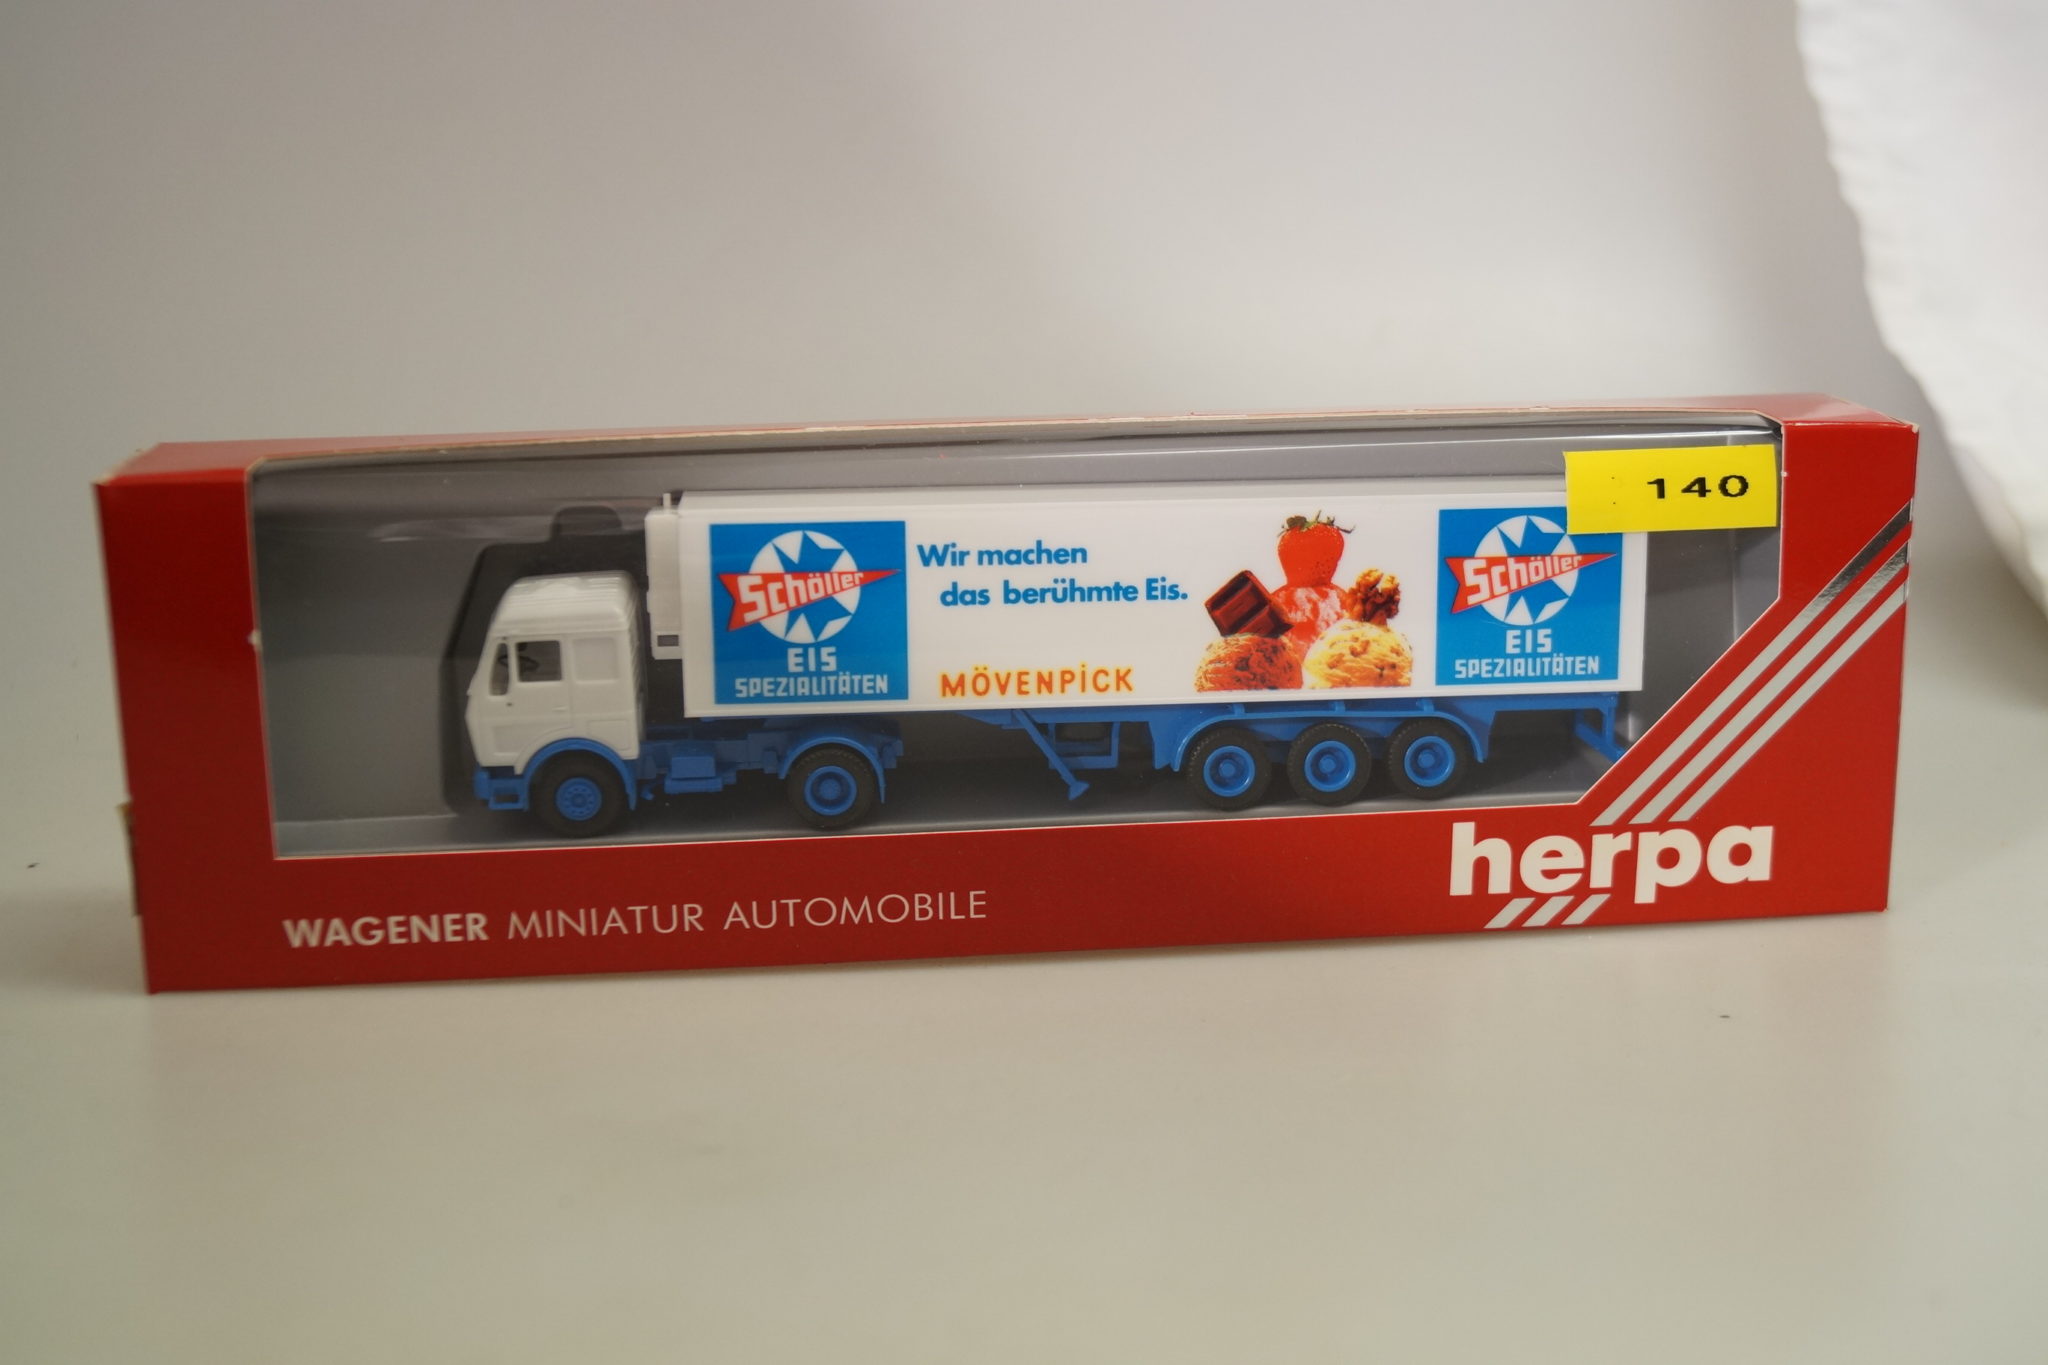 140
Schöller
EIS
SPEZIALITÄTEN
Wir machen
das berühmte Eis.
MÖVENPICK
Schöller
EIS
SPEZIALITÄTEN
herpa
WAGENER MINIATUR AUTOMOBILE